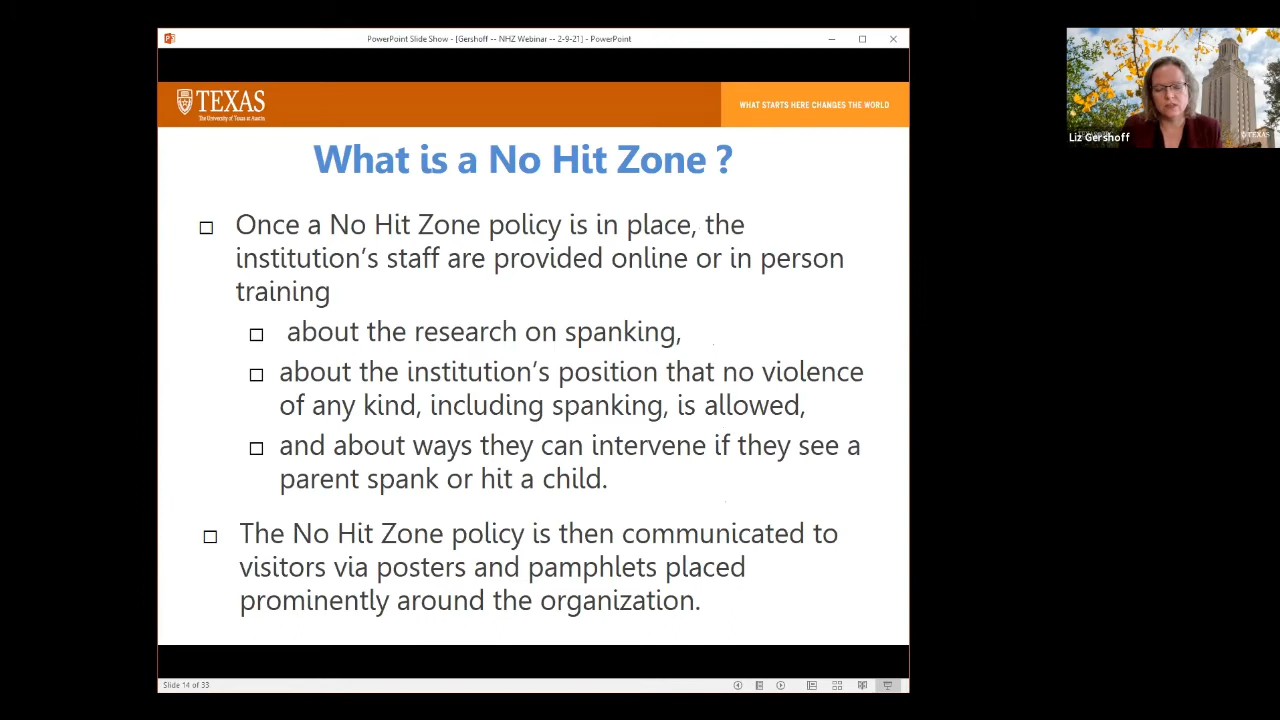 PowerPoint Slide Show - [Gershoff -- NHZ Webinar -- 2-9-21] - PowerPoint
TEXAS
The University of Texas at Austin
WHAT STARTS HERE CHANGES THE WORLD
Liz Gershoff
TEXAS
What is a No Hit Zone ?
Once a No Hit Zone policy is in place, the
institution's staff are provided online or in person
training
about the research on spanking,
about the institution's position that no violence
of any kind, including spanking, is allowed,
and about ways they can intervene if they see a
parent spank or hit a child.
The No Hit Zone policy is then communicated to
visitors via posters and pamphlets placed
prominently around the organization.
Slide 14 of 33